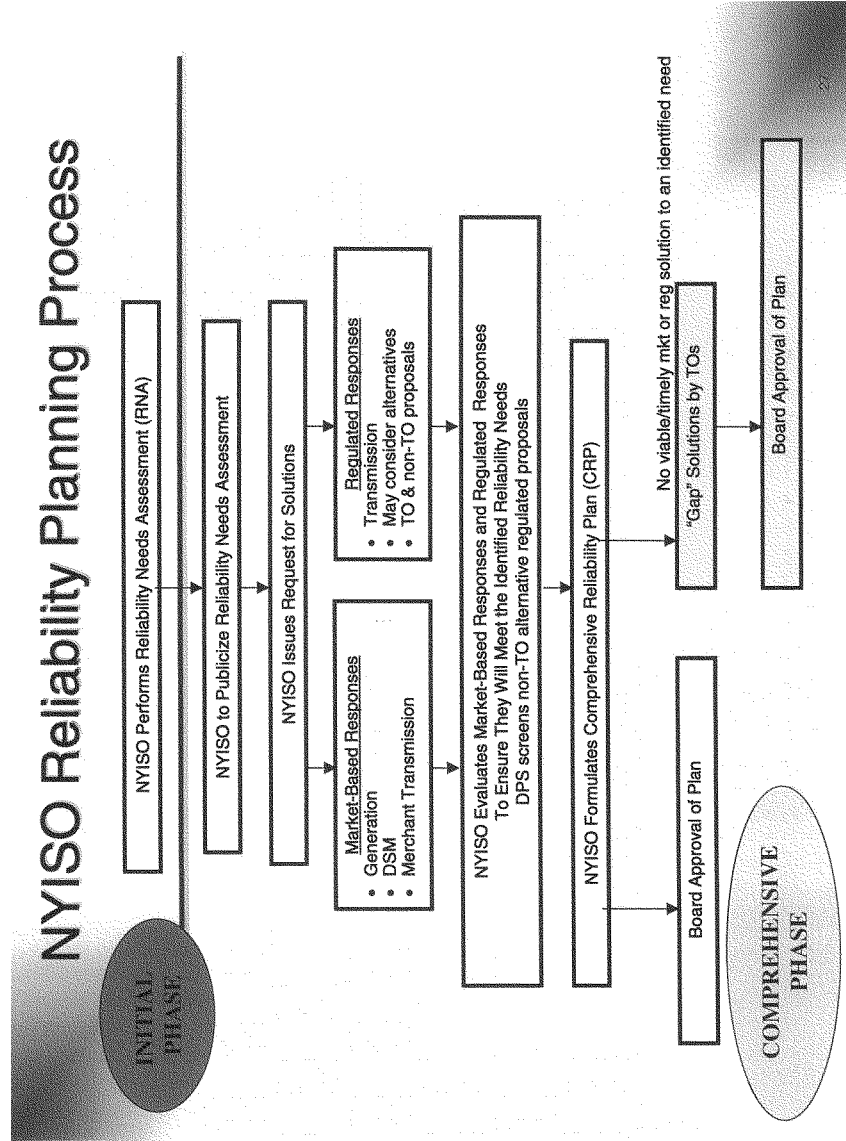 NYISO Reliability Planning Process
INITIAL
PHASE
NYISO Performs Reliability Needs Assessment (RNA)
NYISO to Publicize Reliability Needs Assessment
NYISO Issues Request for Solutions
Market-Based Responses
• Generation
• DSM
• Merchant Transmission
Regulated Responses
• Transmission
• May consider alternatives
• TO & non-TO proposals
NYISO Evaluates Market-Based Responses and Regulated Responses
To Ensure They Will Meet the Identified Reliability Needs
DPS screens non-TO alternative regulated proposals
NYISO Formulates Comprehensive Reliability Plan (CRP)
No viable/timely mkt or reg solution to an identified need
Board Approval of Plan
"Gap" Solutions by TOs
Board Approval of Plan
COMPREHENSIVE
PHASE
27